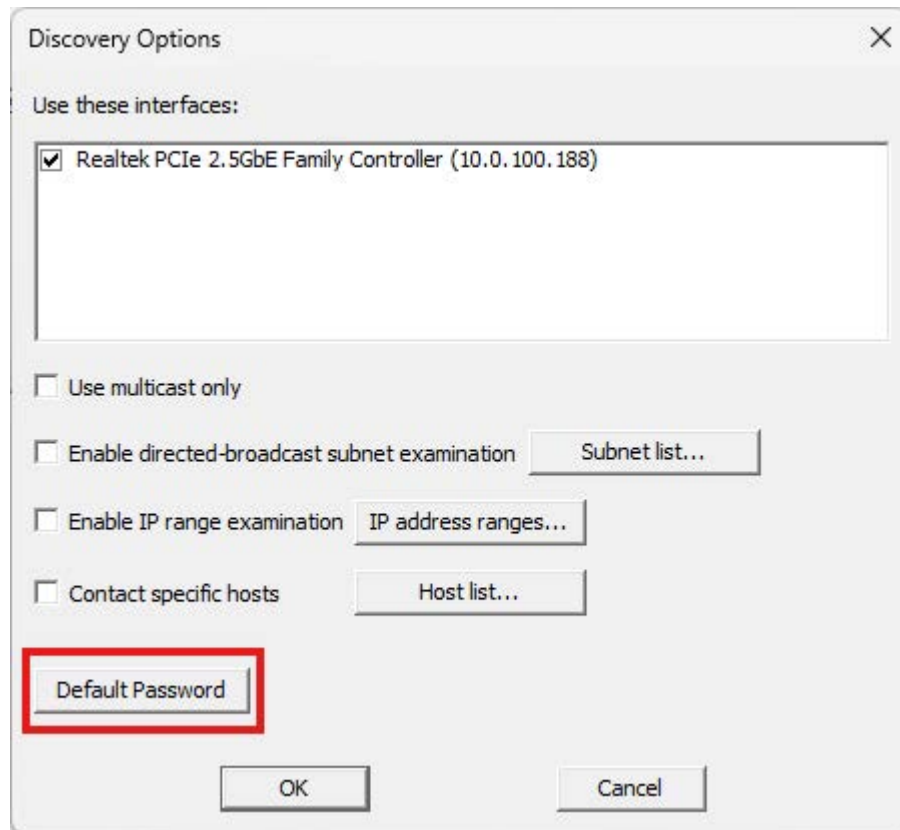 Discovery Options
Use these interfaces:
Realtek PCIe 2.5GbE Family Controller (10.0.100.188)
Use multicast only
Enable directed-broadcast subnet examination Subnet list...
Enable IP range examination IP address ranges...
Contact specific hosts Host list...
Default Password
OK Cancel